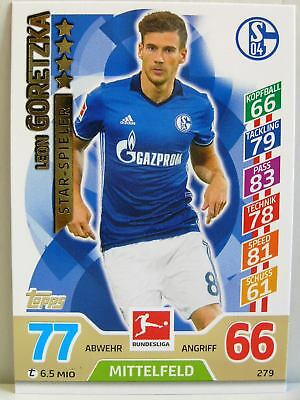 LEON GORETZKA
STAR-SPIELER
S 04
KOPFBALL
66
TACKLING
79
PASS
83
TECHNIK
78
SPEED
81
SCHUSS
61
adidas
GAZPROM
8
Topps
77
ABWEHR
BUNDESLIGA
ANGRIFF
66
t 6.5 MIO
MITTELFELD
279